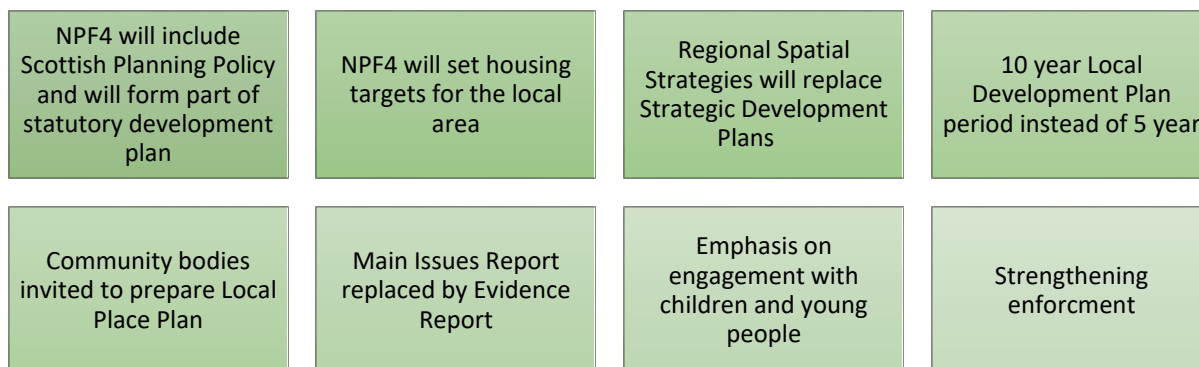 NPF4 will include
Scottish Planning Policy
and will form part of
statutory development
plan
NPF4 will set housing
targets for the local
area
Regional Spatial
Strategies will replace
Strategic Development
Plans
10 year Local
Development Plan
period instead of 5 year
Community bodies
invited to prepare Local
Place Plan
Main Issues Report
replaced by Evidence
Report
Emphasis on
engagement with
children and young
people
Strengthening
enforcment